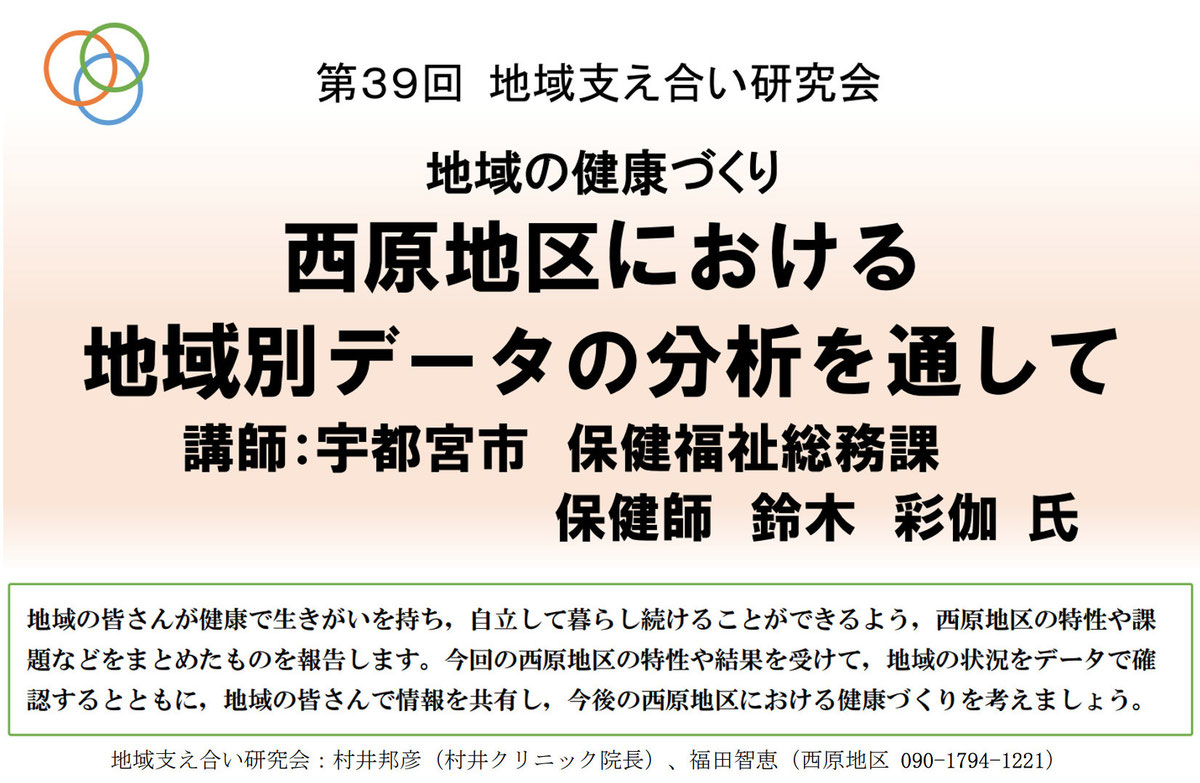 第39回 地域支え合い研究会
地域の健康づくり
西原地区における
地域別データの分析を通して
講師：宇都宮市　保健福祉総務課
保健師　鈴木　彩伽 氏
地域の皆さんが健康で生きがいを持ち，自立して暮らし続けることができるよう，西原地区の特性や課
題などをまとめたものを報告します。今回の西原地区の特性や結果を受けて，地域の状況をデータで確
認するとともに，地域の皆さんで情報を共有し，今後の西原地区における健康づくりを考えましょう。
地域支え合い研究会：村井邦彦（村井クリニック院長）、福田智恵（西原地区 090-1794-1221）